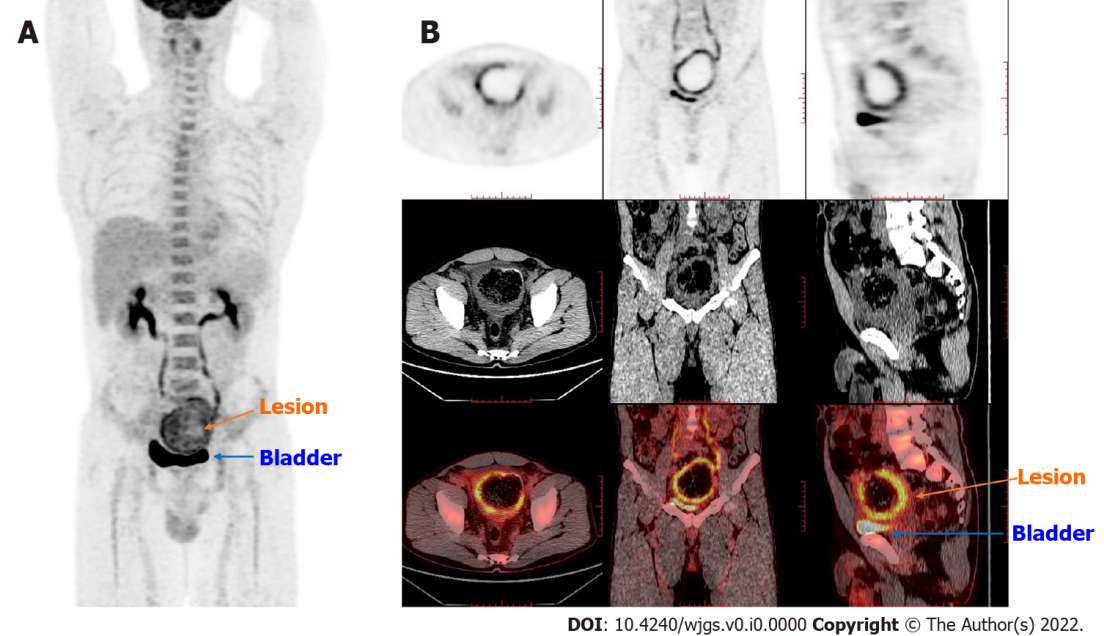 A
B
Lesion
Bladder
Lesion
Bladder
DOI: 10.4240/wjgs.v0.i0.0000 Copyright © The Author(s) 2022.